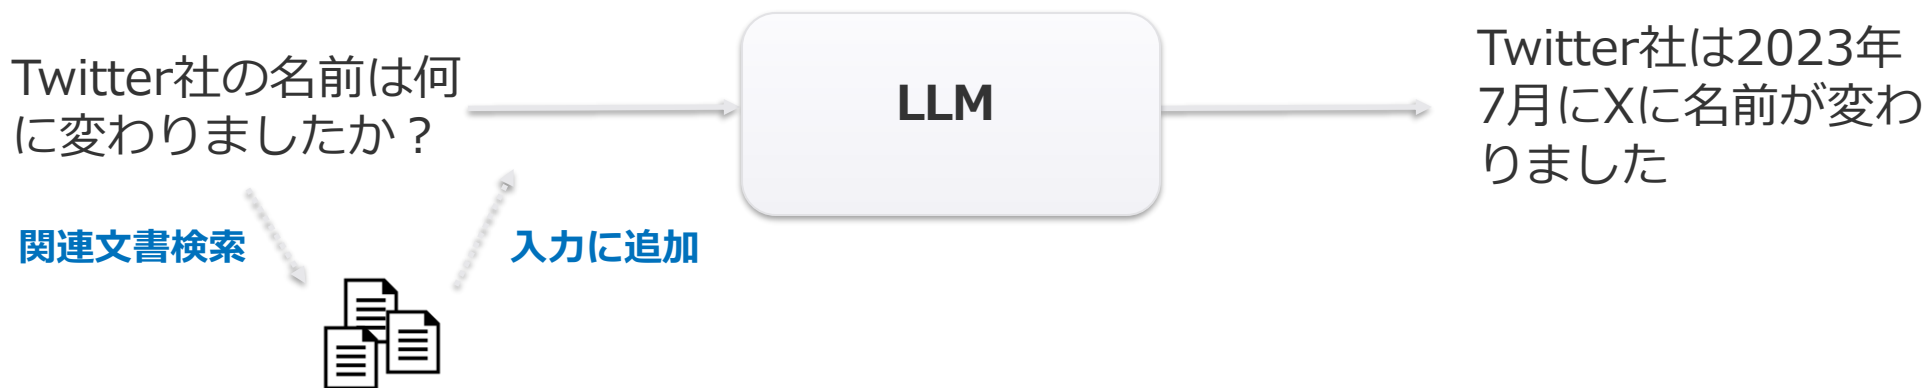 Twitter社の名前は何
に変わりましたか？
LLM
Twitter社は2023年
7月にXに名前が変わ
りました
関連文書検索
入力に追加